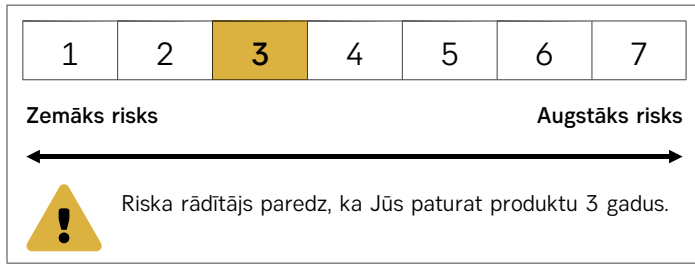 1 2 3 4 5 6 7
Zemāks risks Augstāks risks
Riska rādītājs paredz, ka Jūs paturat produktu 3 gadus.